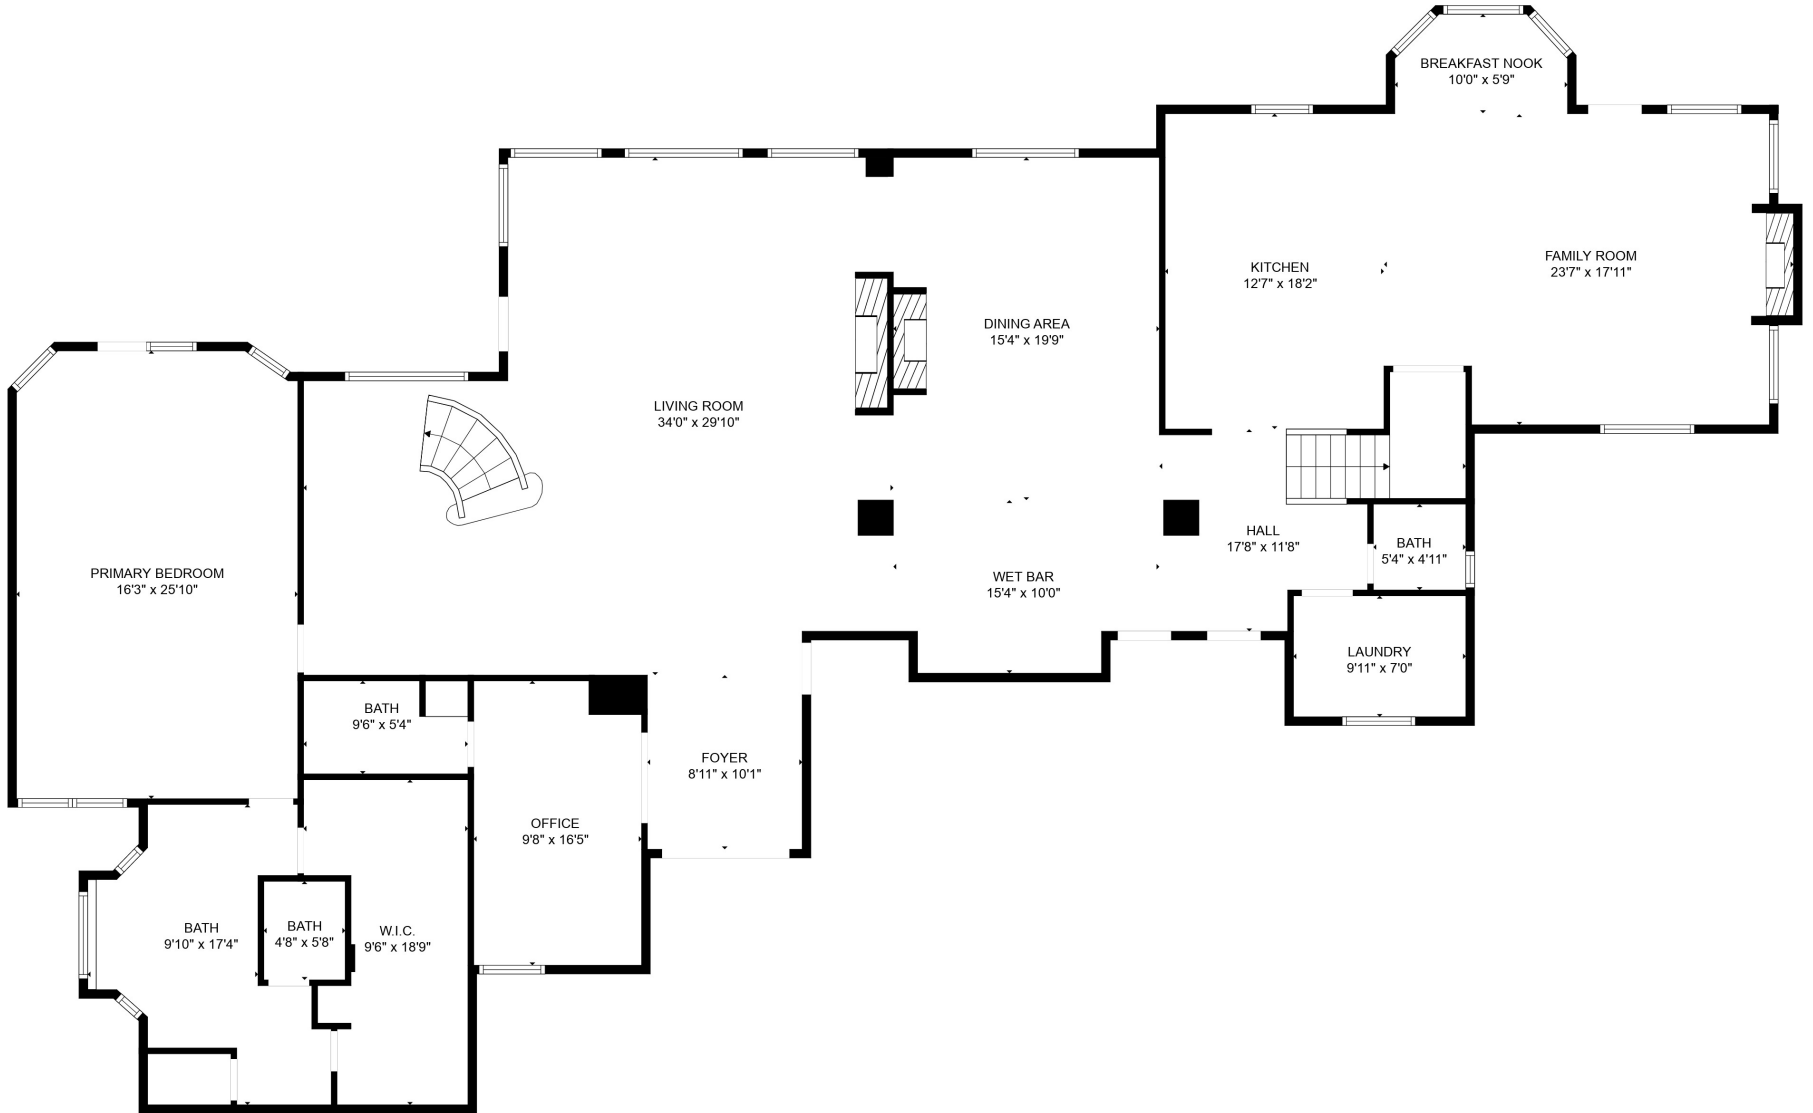 BREAKFAST NOOK
10'0" x 5'9"
KITCHEN
12'7" x 18'2"
FAMILY ROOM
23'7" x 17'11"
DINING AREA
15'4" x 19'9"
LIVING ROOM
34'0" x 29'10"
PRIMARY BEDROOM
16'3" x 25'10"
WET BAR
15'4" x 10'0"
HALL
17'8" x 11'8"
BATH
5'4" x 4'11"
LAUNDRY
9'11" x 7'0"
BATH
9'6" x 5'4"
FOYER
8'11" x 10'1"
OFFICE
9'8" x 16'5"
BATH
9'10" x 17'4"
BATH
4'8" x 5'8"
W.I.C.
9'6" x 18'9"